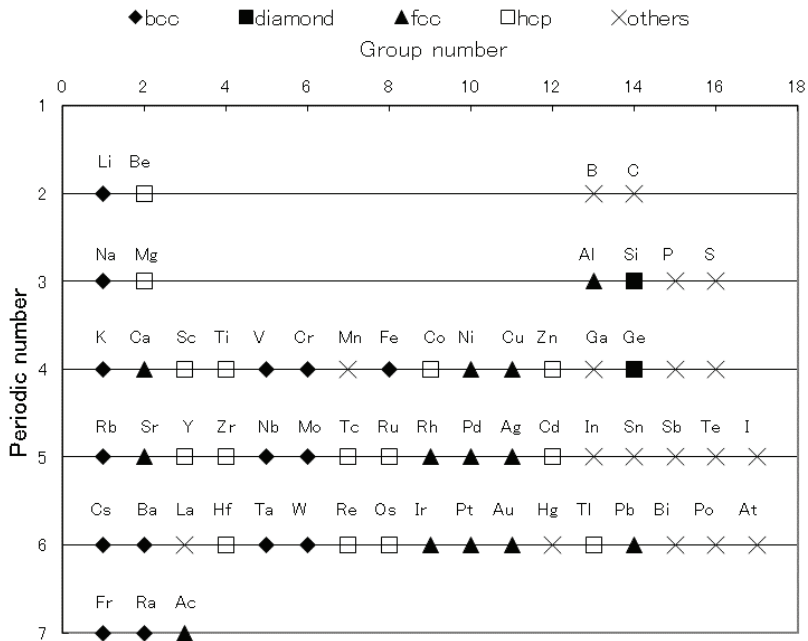 bcc diamond fcc hcp others
Group number
0 2 4 6 8 10 12 14 16 18
1
Li Be B C
2
Na Mg Al Si P S
3
K Ca Sc Ti V Cr Mn Fe Co Ni Cu Zn Ga Ge
4
Rb Sr Y Zr Nb Mo Tc Ru Rh Pd Ag Cd In Sn Sb Te I
5
Cs Ba La Hf Ta W Re Os Ir Pt Au Hg Tl Pb Bi Po At
6
Fr Ra Ac
7
Periodic number